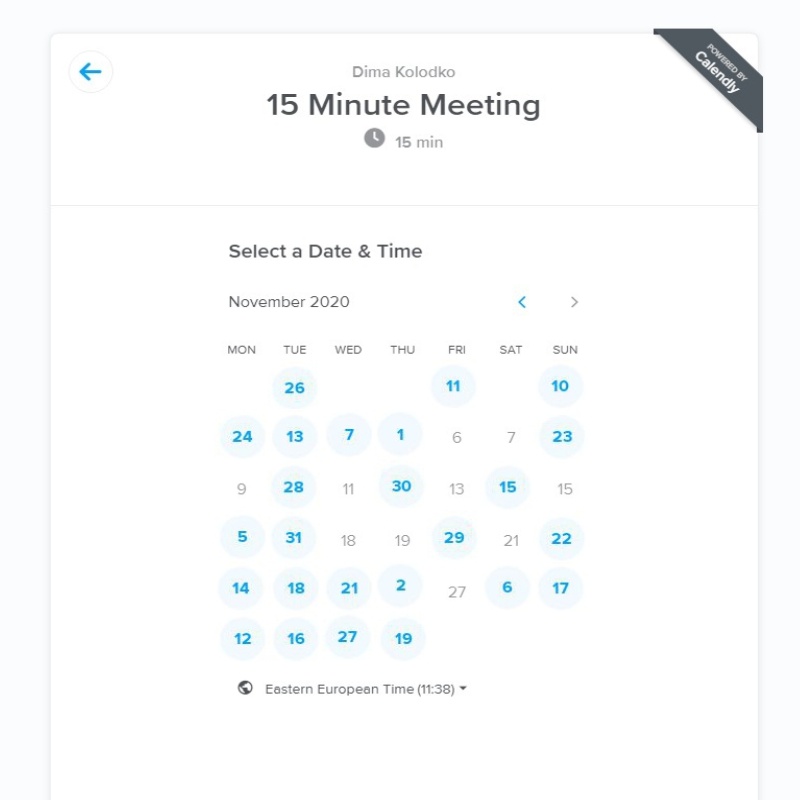 POWERED BY
Calendly
Dima Kolodko
15 Minute Meeting
15 min
Select a Date & Time
November 2020
MON TUE WED THU FRI SAT SUN
26 11 10
24 13 7 1 6 7 23
9 28 11 30 13 15 15
5 31 18 19 29 21 22
14 18 21 2 27 6 17
12 16 27 19
Eastern European Time (11:38)